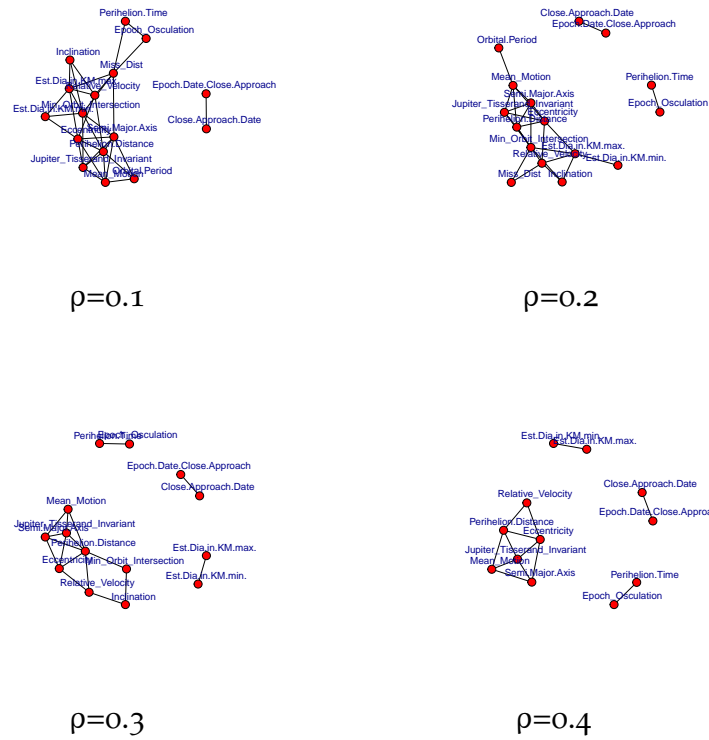 Perihelion.Time
Epoch_Osculation
Inclination
Miss_Dist
Est.Dia.in.KM.max.
Relative_Velocity
Min_Orbit_Intersection
Est.Dia.in.KM.min.
Semi.Major.Axis
Eccentricity
Perihelion.Distance
Jupiter_Tisserand_Invariant
Orbital.Period
Mean_Motion
Epoch.Date.Close.Approach
Close.Approach.Date
ρ=0.1
Close.Approach.Date
Epoch.Date.Close.Approach
Orbital.Period
Mean_Motion
Perihelion.Time
Epoch_Osculation
Semi.Major.Axis
Jupiter_Tisserand_Invariant
Eccentricity
Perihelion.Distance
Min_Orbit_Intersection
Est.Dia.in.KM.max.
Relative_Velocity
Est.Dia.in.KM.min.
Miss_Dist
Inclination
ρ=0.2
Perihelion.Time
Epoch_Osculation
Epoch.Date.Close.Approach
Close.Approach.Date
Mean_Motion
Jupiter_Tisserand_Invariant
Semi.Major.Axis
Perihelion.Distance
Eccentricity
Min_Orbit_Intersection
Est.Dia.in.KM.max.
Est.Dia.in.KM.min.
Relative_Velocity
Inclination
ρ=0.3
Est.Dia.in.KM.min.
Est.Dia.in.KM.max.
Close.Approach.Date
Epoch.Date.Close.Approa
Relative_Velocity
Perihelion.Distance
Eccentricity
Jupiter_Tisserand_Invariant
Mean_Motion
Semi.Major.Axis
Perihelion.Time
Epoch_Osculation
ρ=0.4